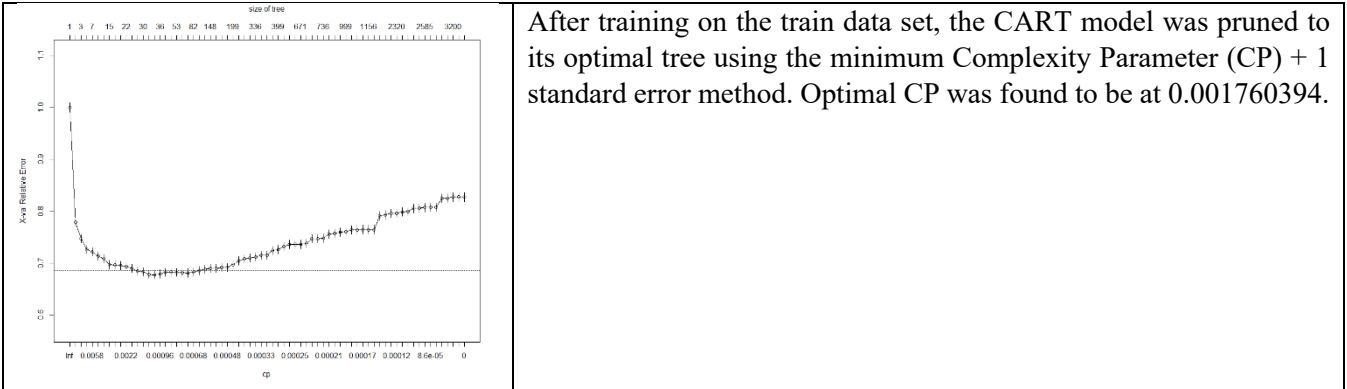 size of tree
1 3 7 15 22 30 36 53 82 148 199 336 399 671 736 999 1156 2320 2585 3200
After training on the train data set, the CART model was pruned to
its optimal tree using the minimum Complexity Parameter (CP) + 1
standard error method. Optimal CP was found to be at 0.001760394.
1.1
1.0
0.9
0.8
0.7
0.6
X-val Relative Error
Inf 0.0058 0.0022 0.00096 0.00068 0.00048 0.00033 0.00025 0.00021 0.00017 0.00012 8.6e-05 0
cp